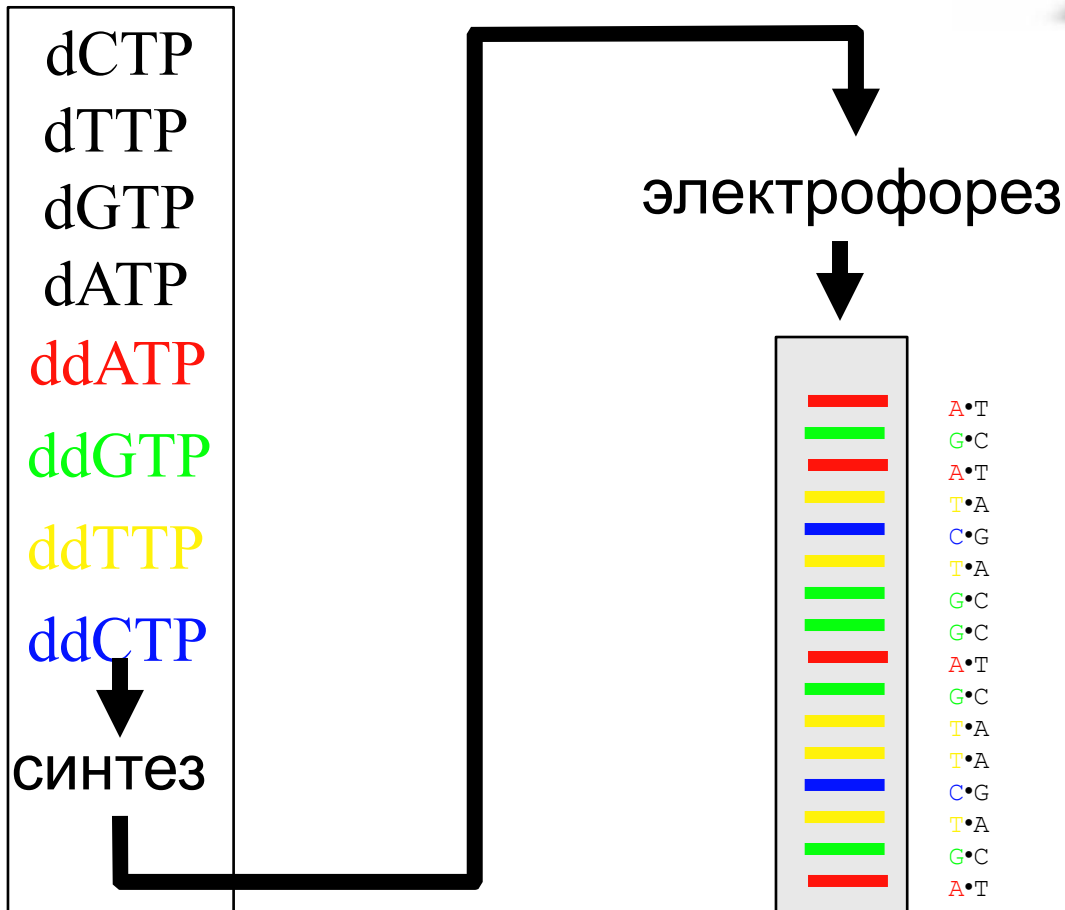 dCTP
dTTP
dGTP
dATP
ddATP
ddGTP
ddTTP
ddCTP
синтез
электрофорез
A•T
G•C
A•T
T•A
C•G
T•A
G•C
G•C
A•T
G•C
T•A
T•A
C•G
T•A
G•C
A•T